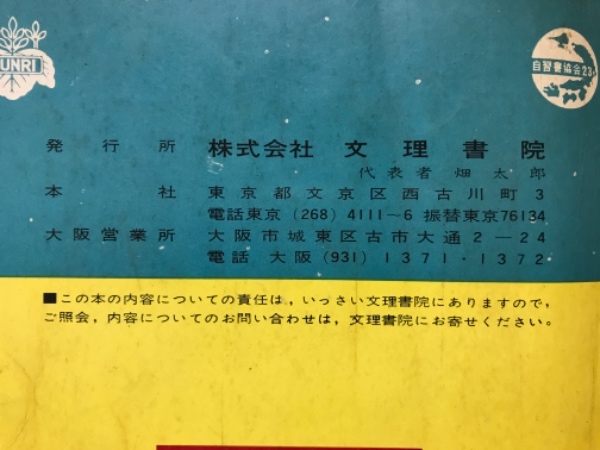 UNRI
自習書協会23
発行所 株式会社 文理書院
代表者 畑太郎
本社 東京都文京区西古川町3
電話東京 (268) 4111〜6 振替東京76134
大阪営業所 大阪市城東区古市大通2—24
電話 大阪 (931) 1371・1372
■この本の内容についての責任は,いっさい文理書院にありますので,
ご照会,内容についてのお問い合わせは,文理書院にお寄せください。